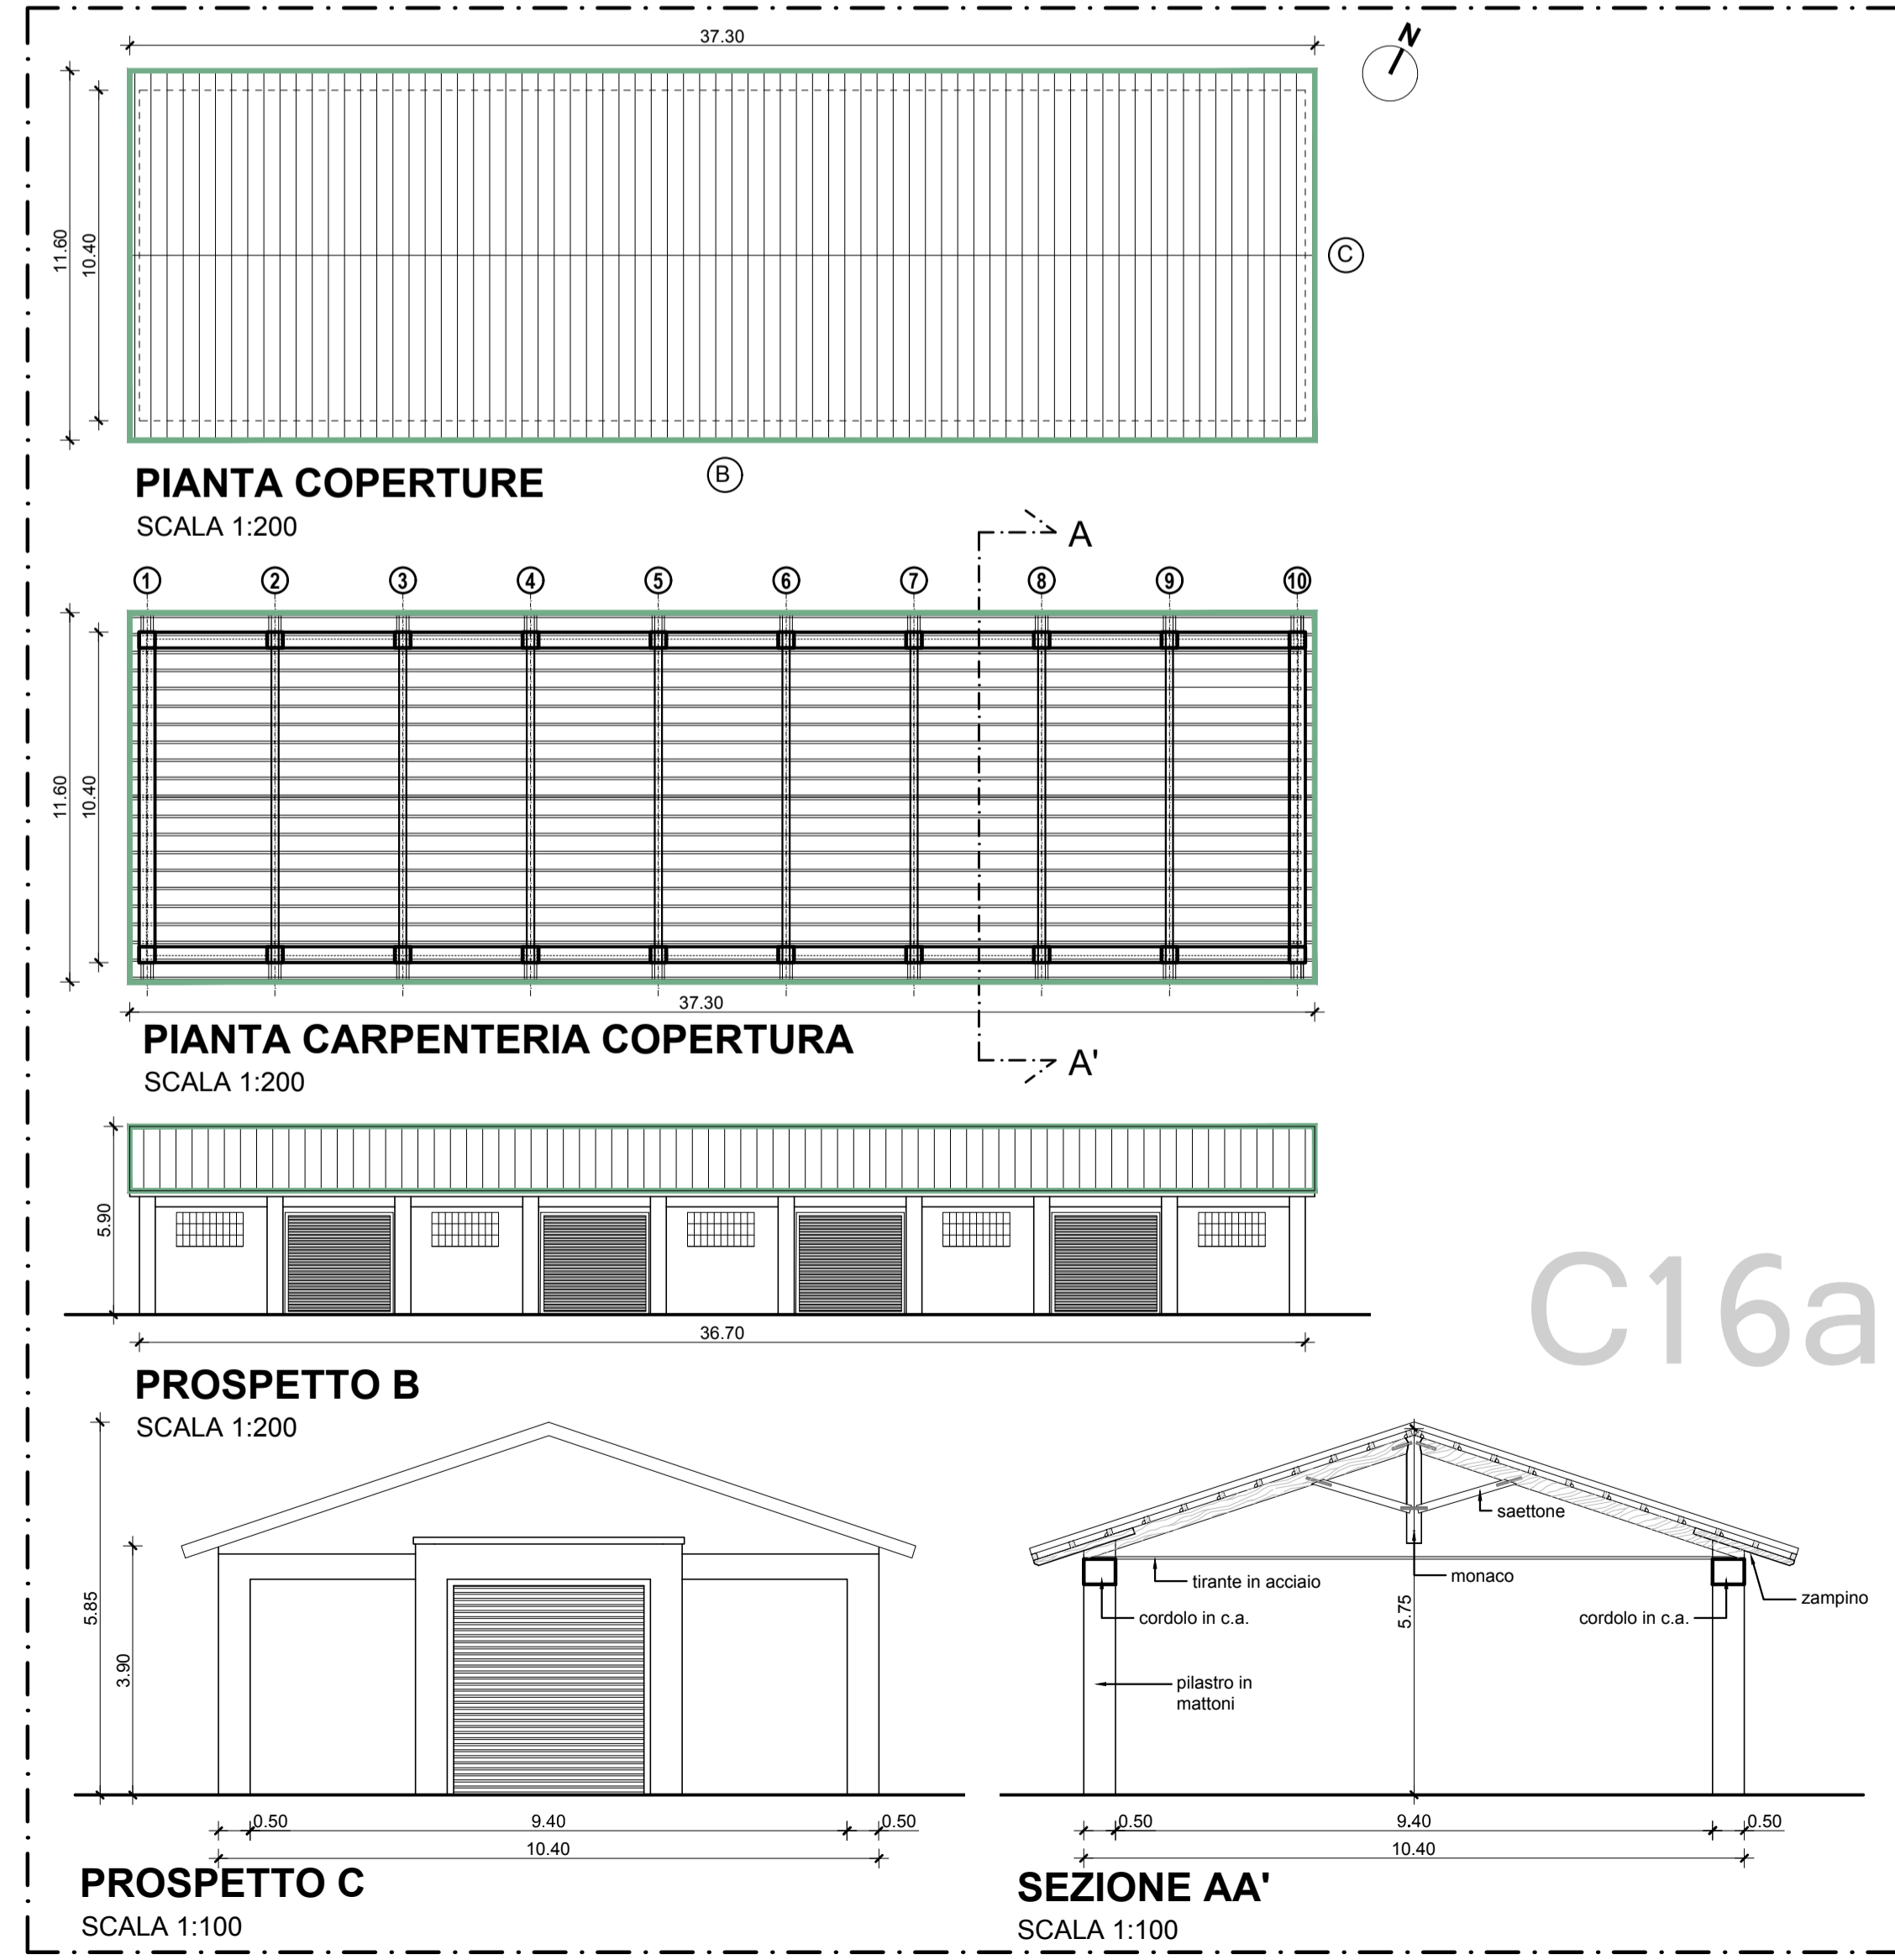 37.30
N
11.60
10.40
C
PIANTA COPERTURE
SCALA 1:200
B
A
1 2 3 4 5 6 7 8 9 10
11.60
10.40
37.30
PIANTA CARPENTERIA COPERTURA
SCALA 1:200
A'
5.90
36.70
C16a
PROSPETTO B
SCALA 1:200
5.85
3.90
0.50
9.40
0.50
10.40
PROSPETTO C
SCALA 1:100
saettone
tirante in acciaio
monaco
zampino
cordolo in c.a.
cordolo in c.a.
5.75
pilastro in
mattoni
0.50
9.40
0.50
10.40
SEZIONE AA'
SCALA 1:100